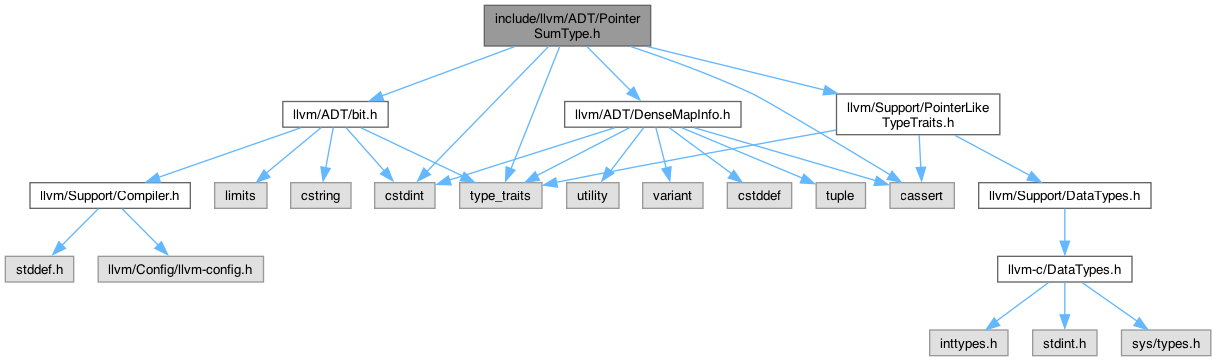 include/llvm/ADT/Pointer
SumType.h
llvm/ADT/bit.h
llvm/ADT/DenseMapInfo.h
llvm/Support/PointerLike
TypeTraits.h
llvm/Support/Compiler.h
limits
cstring
cstdint
type_traits
utility
variant
cstddef
tuple
cassert
llvm/Support/DataTypes.h
stddef.h
llvm/Config/llvm-config.h
llvm-c/DataTypes.h
inttypes.h
stdint.h
sys/types.h